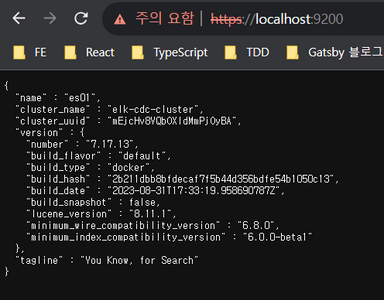 주의 요함 | https://localhost:9200
FE React TypeScript TDD Gatsby 블로그
{
"name" : "es01",
"cluster_name" : "elk-cdc-cluster",
"cluster_uuid" : "mEjcHv8VQbOXIdMmPjOyBA",
"version" : {
"number" : "7.17.13",
"build_flavor" : "default",
"build_type" : "docker",
"build_hash" : "2b211dbb8bfdecaf7f5b44d356bdfe54b1050c13",
"build_date" : "2023-08-31T17:33:19.958690787Z",
"build_snapshot" : false,
"lucene_version" : "8.11.1",
"minimum_wire_compatibility_version" : "6.8.0",
"minimum_index_compatibility_version" : "6.0.0-beta1"
},
"tagline" : "You Know, for Search"
}